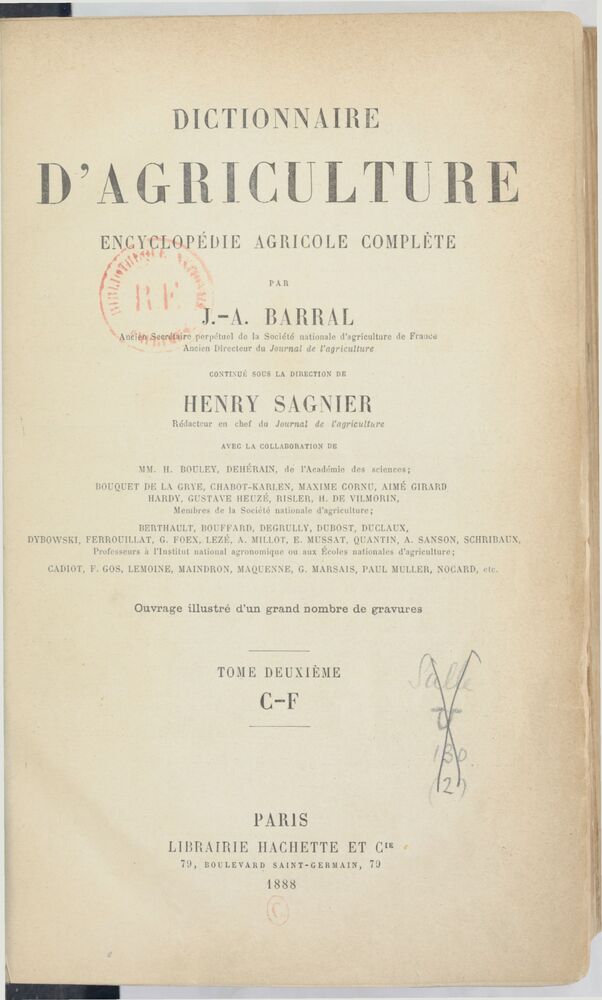 DICTIONNAIRE
D'AGRICULTURE
ENCYCLOPÉDIE AGRICOLE COMPLÈTE
PAR
J.-A. BARRAL
Ancien Secrétaire perpétuel de la Société nationale d'agriculture de France
Ancien Directeur du Journal de l'agriculture
CONTINUÉ SOUS LA DIRECTION DE
HENRY SAGNIER
Rédacteur en chef du Journal de l'agriculture
AVEC LA COLLABORATION DE
MM. H. BOULEY, DEHÉRAIN, de l'Académie des sciences;
BOUQUET DE LA GRYE, CHABOT-KARLEN, MAXIME CORNU, AIMÉ GIRARD
HARDY, GUSTAVE HEUZÉ, RISLER, H. DE VILMORIN,
Membres de la Société nationale d'agriculture;
BERTHAULT, BOUFFARD, DEGRULLY, DUBOST, DUCLAUX,
DYBOWSKI, FERROUILLAT, G. FOEX, LEZÉ, A. MILLOT, E. MUSSAT, QUANTIN, A. SANSON, SCHRIBAUX,
Professeurs à l'Institut national agronomique ou aux Écoles nationales d'agriculture;
CADIOT, F. GOS, LEMOINE, MAINDRON, MAQUENNE, G. MARSAIS, PAUL MULLER, NOCARD, etc.
Ouvrage illustré d'un grand nombre de gravures
TOME DEUXIÈME
C-F
Salle
130
(2)
PARIS
LIBRAIRIE HACHETTE ET CIE
79, BOULEVARD SAINT-GERMAIN, 79
1888
BIBLIOTHÈQUE NATIONALE
R.F.
C